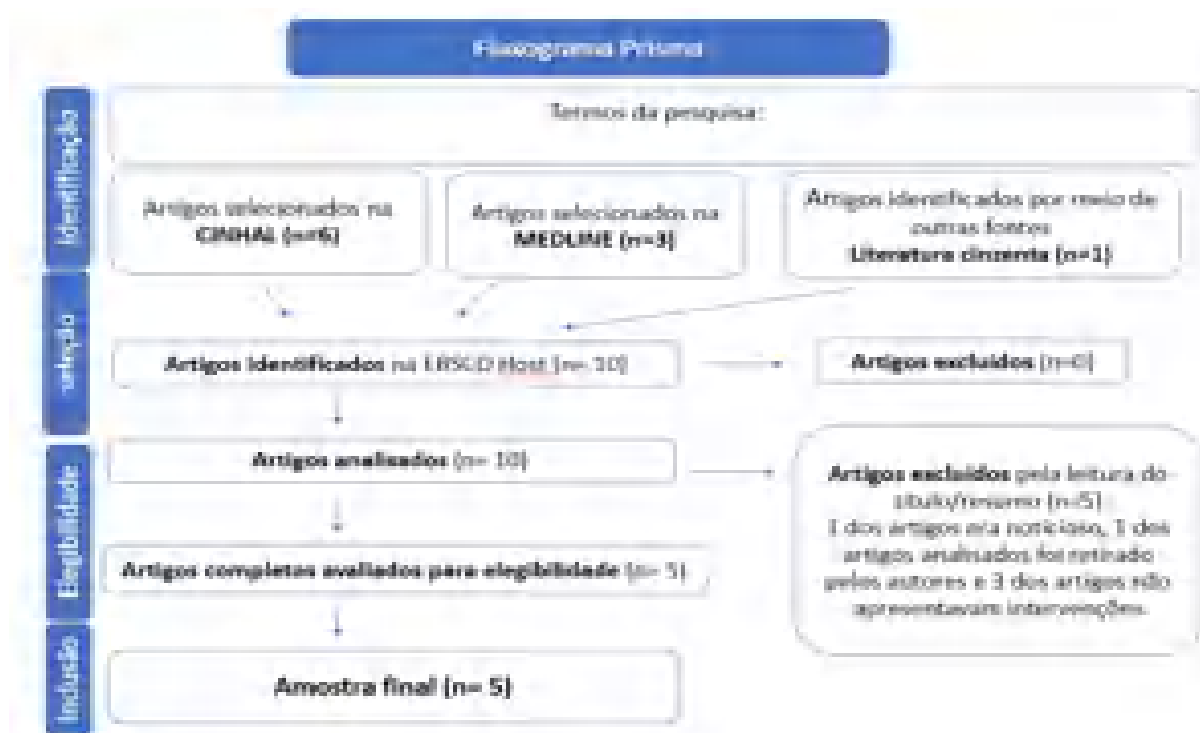 Fluxograma Prisma
Identificação
Termos da pesquisa:
Artigos selecionados na
CINHAL (n=6)
Artigos selecionados na
MEDLINE (n=3)
Artigos identificados por meio de
outras fontes
Literatura cinzenta (n=1)
seleção
Artigos identificados na EBSCO Host (n= 10)
Artigos excluídos (n=0)
Elegibilidade
Artigos analisados (n= 10)
Artigos excluídos pela leitura do
título/resumo (n=5)
1 dos artigos era noticioso, 1 dos
artigos analisados foi retirado
pelos autores e 3 dos artigos não
apresentavam intervenções
Artigos completos avaliados para elegibilidade (n= 5)
Inclusão
Amostra final (n= 5)